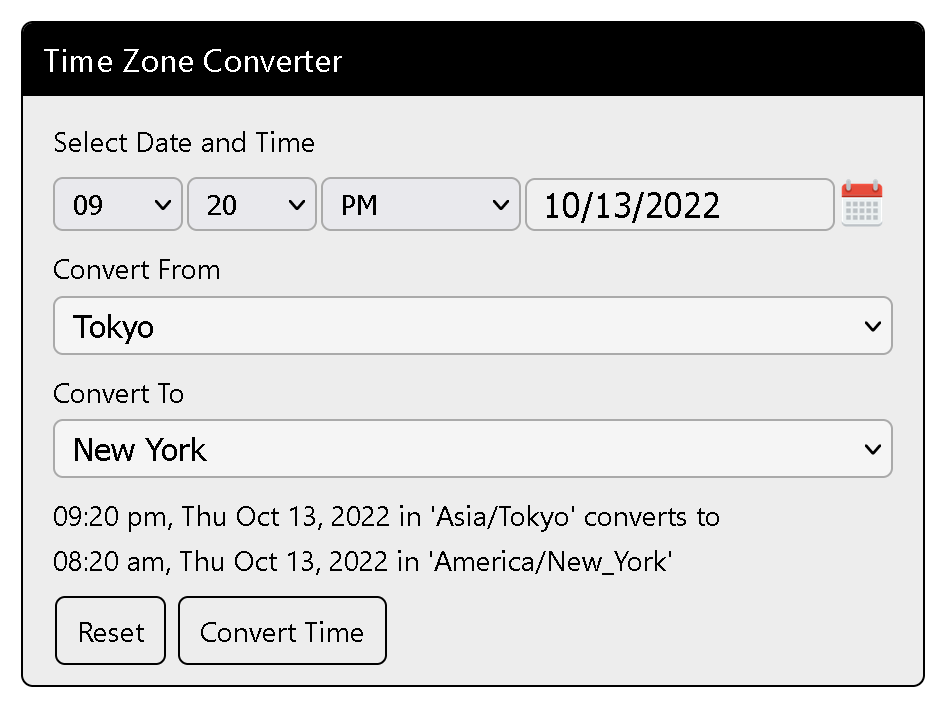 Time Zone Converter
Select Date and Time
09 20 PM 10/13/2022
Convert From
Tokyo
Convert To
New York
09:20 pm, Thu Oct 13, 2022 in 'Asia/Tokyo' converts to
08:20 am, Thu Oct 13, 2022 in 'America/New_York'
Reset Convert Time